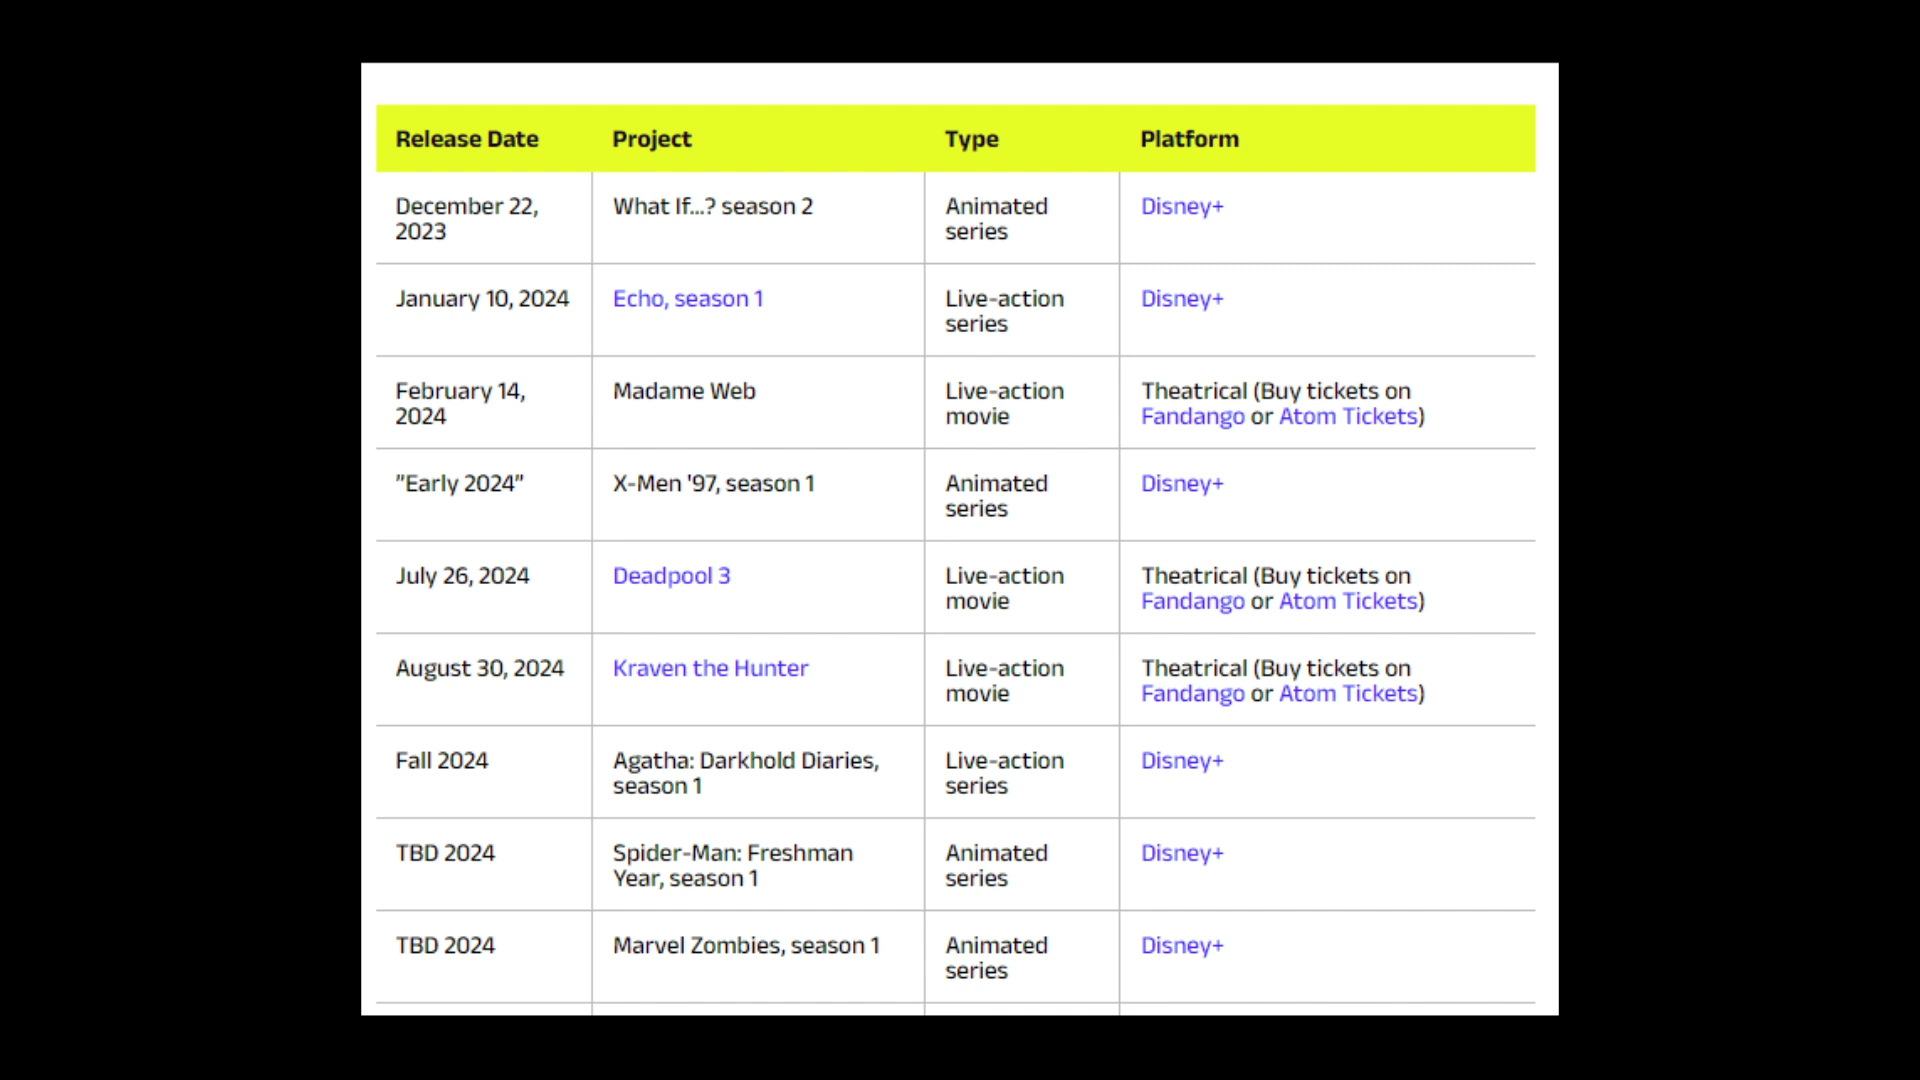 Release Date Project Type Platform
December 22, What If...? season 2 Animated Disney+
2023 series
January 10, 2024 Echo, season 1 Live-action Disney+
series
February 14, Madame Web Live-action Theatrical (Buy tickets on
2024 movie Fandango or Atom Tickets)
"Early 2024" X-Men '97, season 1 Animated Disney+
series
July 26, 2024 Deadpool 3 Live-action Theatrical (Buy tickets on
movie Fandango or Atom Tickets)
August 30, 2024 Kraven the Hunter Live-action Theatrical (Buy tickets on
movie Fandango or Atom Tickets)
Fall 2024 Agatha: Darkhold Diaries, Live-action Disney+
season 1 series
TBD 2024 Spider-Man: Freshman Animated Disney+
Year, season 1 series
TBD 2024 Marvel Zombies, season 1 Animated Disney+
series